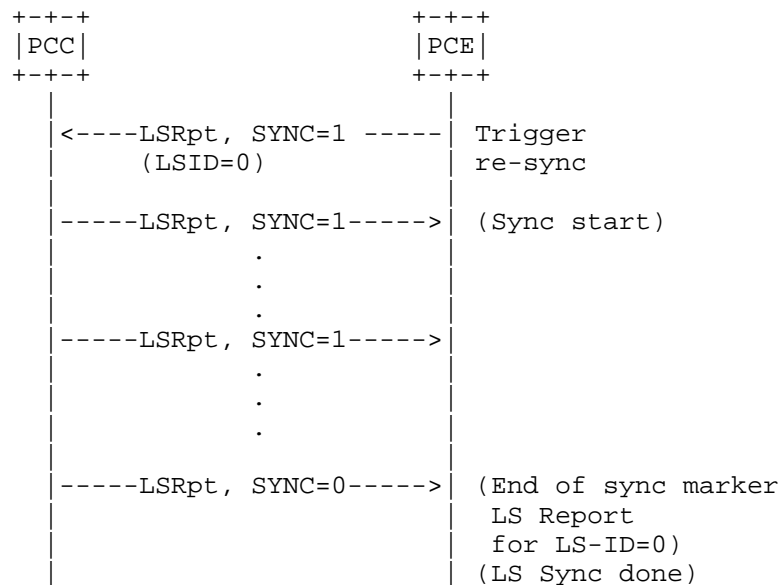 +-+-+ +-+-+
|PCC| |PCE|
+-+-+ +-+-+
| |
|<----LSRpt, SYNC=1 -----| Trigger
| (LSID=0) | re-sync
| |
|-----LSRpt, SYNC=1----->| (Sync start)
| . |
| . |
| . |
|-----LSRpt, SYNC=1----->|
| . |
| . |
| . |
| |
|-----LSRpt, SYNC=0----->| (End of sync marker
| | LS Report
| | for LS-ID=0)
| | (LS Sync done)